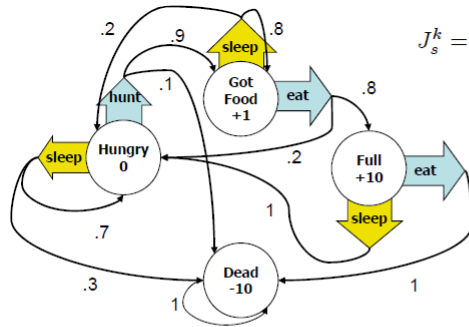 .2
.8
sleep
J_s^k =
.9
hunt
.1
Got
Food
+1
eat
.8
sleep
Hungry
0
.2
Full
+10
eat
.7
1
sleep
.3
Dead
-10
1
1